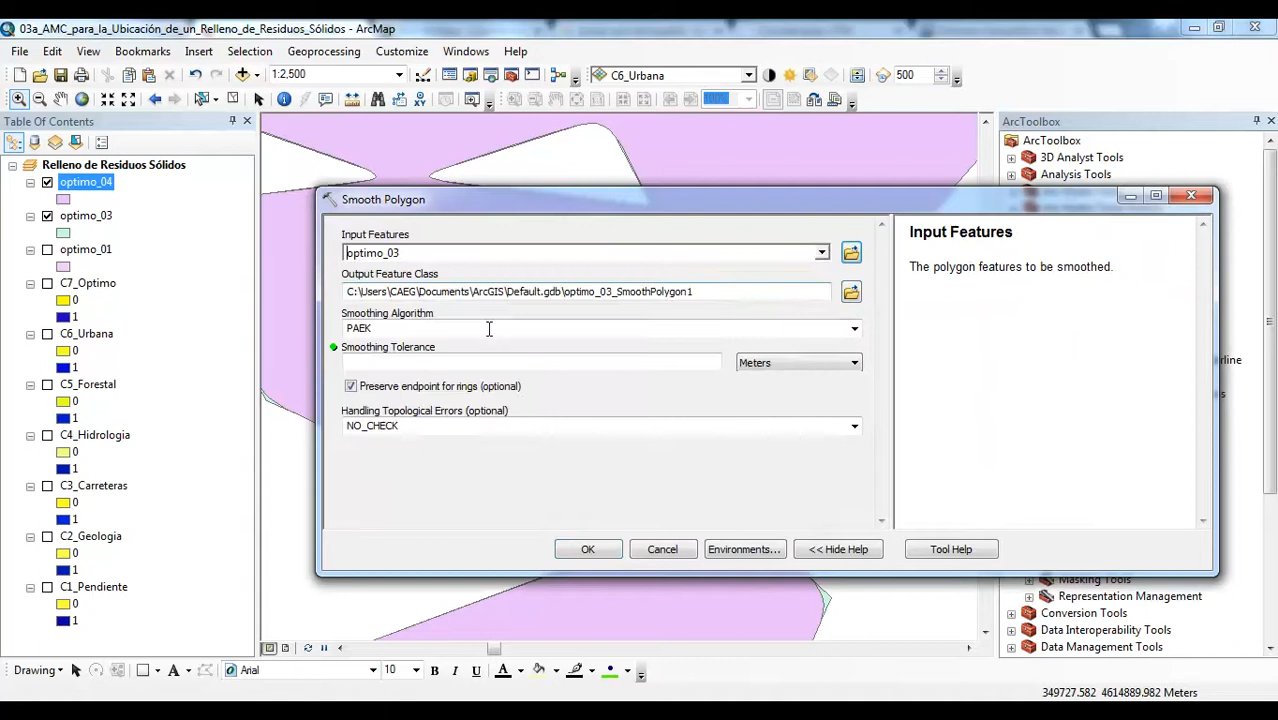 03a_AMC_para_la_Ubicación_de_un_Relleno_de_Residuos_Sólidos - ArcMap
File Edit View Bookmarks Insert Selection Geoprocessing Customize Windows Help
1:2,500 C6_Urbana 500
100%
Table Of Contents
ArcToolbox
Relleno de Residuos Sólidos
optimo_04
optimo_03
optimo_01
C7_Optimo
0
1
C6_Urbana
0
1
C5_Forestal
0
1
C4_Hidrologia
0
1
C3_Carreteras
0
1
C2_Geologia
0
1
C1_Pendiente
0
1
Smooth Polygon
Input Features
optimo_03
Output Feature Class
C:\Users\CAEG\Documents\ArcGIS\Default.gdb\optimo_03_SmoothPolygon1
Smoothing Algorithm
PAEK
Smoothing Tolerance
Meters
Preserve endpoint for rings (optional)
Handling Topological Errors (optional)
NO_CHECK
OK Cancel Environments... << Hide Help Tool Help
Input Features
The polygon features to be smoothed.
ArcToolbox
3D Analyst Tools
Analysis Tools
Masking Tools
Representation Management
Conversion Tools
Data Interoperability Tools
Data Management Tools
Drawing Arial 10 B I U A
349727.582 4614889.982 Meters